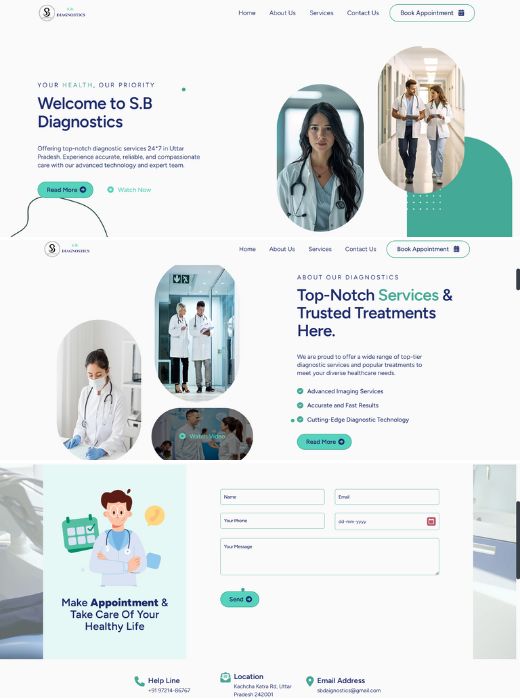 S.B
DIAGNOSTICS
Home
About Us
Services
Contact Us
Book Appointment
YOUR HEALTH, OUR PRIORITY
Welcome to S.B
Diagnostics
Offering top-notch diagnostic services 24*7 in Uttar
Pradesh. Experience accurate, reliable, and compassionate
care with our advanced technology and expert team.
Read More
Watch Now
S.B
DIAGNOSTICS
Home
About Us
Services
Contact Us
Book Appointment
ABOUT OUR DIAGNOSTICS
Top-Notch Services &
Trusted Treatments
Here.
We are proud to offer a wide range of top-tier
diagnostic services and popular treatments to
meet your diverse healthcare needs.
Advanced Imaging Services
Accurate and Fast Results
Cutting-Edge Diagnostic Technology
Watch Video
Read More
Name
Email
Your Phone
dd-mm-yyyy
Your Message
Send
Make Appointment &
Take Care Of Your
Healthy Life
Help Line
+91 97214-86767
Location
Kachcha Katra Rd, Uttar
Pradesh 242001
Email Address
sbdaignostics@gmail.com